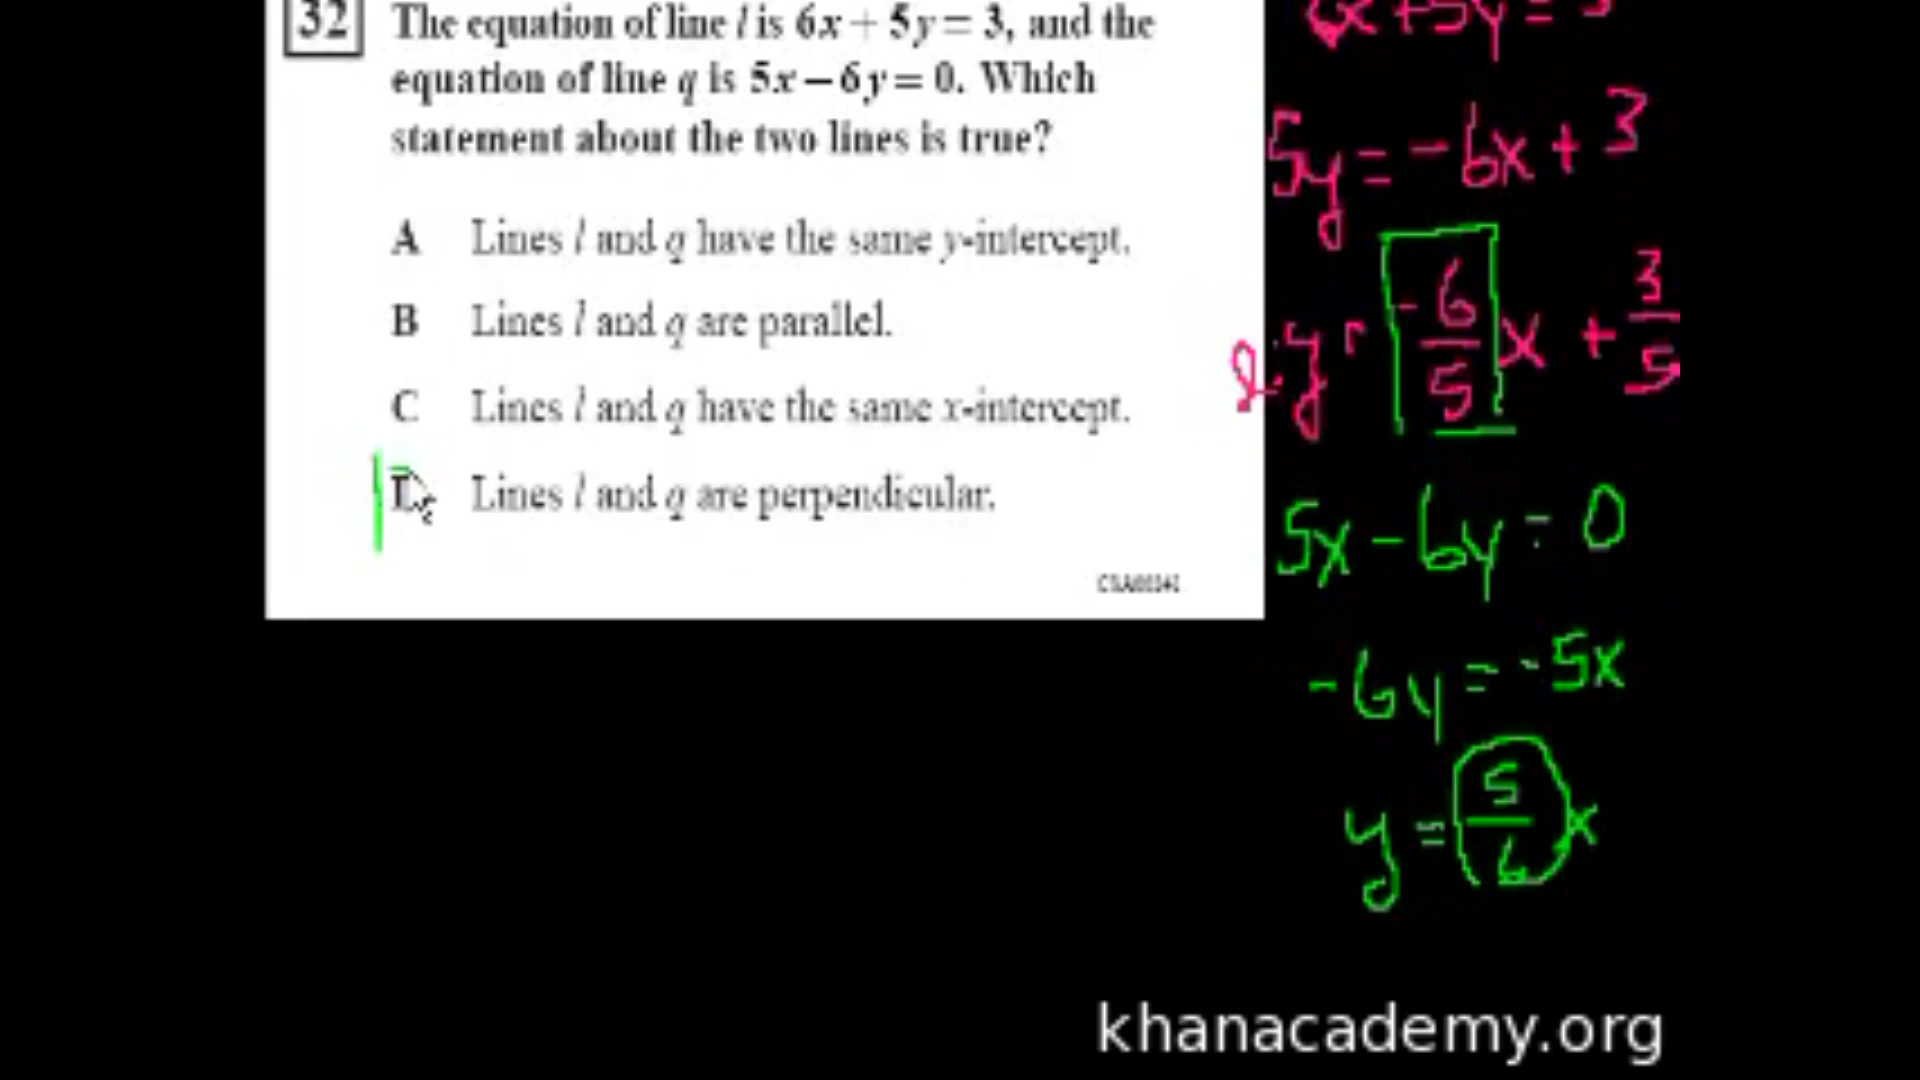 32 The equation of line l is 6x + 5y = 3, and the
equation of line q is 5x − 6y = 0. Which
statement about the two lines is true?
A Lines l and q have the same y-intercept.
B Lines l and q are parallel.
C Lines l and q have the same x-intercept.
D Lines l and q are perpendicular.
6x + 5y = 3
5y = -6x + 3
l: y = -6/5 x + 3/5
5x - 6y = 0
-6y = -5x
y = 5/6 x
khanacademy.org